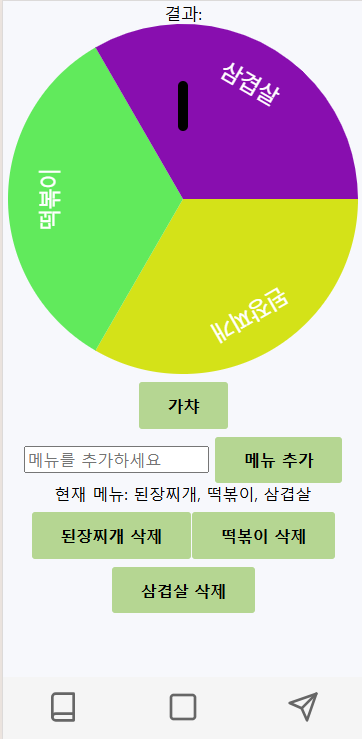 결과:
삼겹살
떡볶이
된장찌개
가챠
메뉴를 추가하세요
메뉴 추가
현재 메뉴: 된장찌개, 떡볶이, 삼겹살
된장찌개 삭제
떡볶이 삭제
삼겹살 삭제